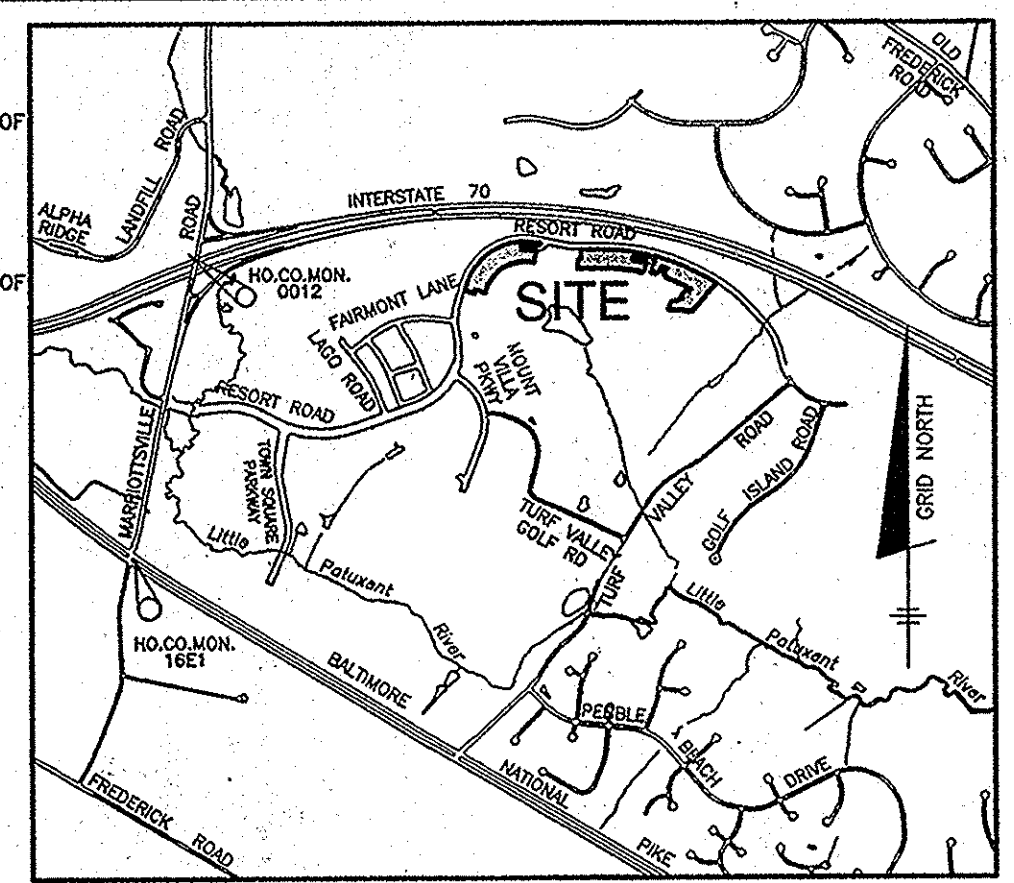 OF
OF
OLD
FREDERICK
ROAD
LANDFILL ROAD
ALPHA
RIDGE
ROAD
INTERSTATE 70
RESORT ROAD
HO.CO.MON.
0012
SITE
FAIRMONT LANE
LAGO ROAD
MOUNT
VILLA
PKWY
RESORT ROAD
MARRIOTTSVILLE
TOWN SQUARE
PARKWAY
TURF VALLEY
GOLF RD
TURF VALLEY ROAD
GOLF ISLAND ROAD
GRID NORTH
Little Patuxent River
Little Patuxent River
HO.CO.MON.
16E1
BALTIMORE NATIONAL PIKE
PEBBLE BEACH DRIVE
FREDERICK ROAD